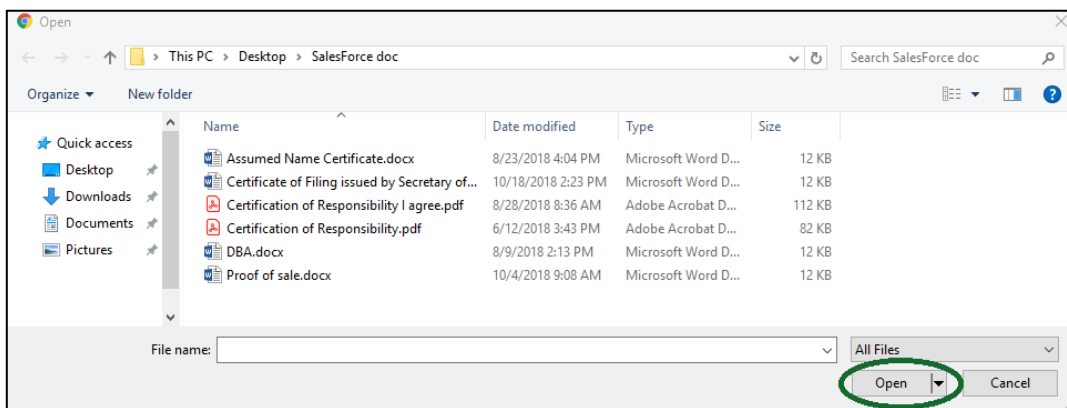 Open
This PC > Desktop > SalesForce doc
Search SalesForce doc
Organize
New folder
Name Date modified Type Size
Quick access
Desktop
Downloads
Documents
Pictures
Assumed Name Certificate.docx 8/23/2018 4:04 PM Microsoft Word D... 12 KB
Certificate of Filing issued by Secretary of... 10/18/2018 2:23 PM Microsoft Word D... 12 KB
Certification of Responsibility I agree.pdf 8/28/2018 8:36 AM Adobe Acrobat D... 112 KB
Certification of Responsibility.pdf 6/12/2018 3:43 PM Adobe Acrobat D... 82 KB
DBA.docx 8/9/2018 2:13 PM Microsoft Word D... 12 KB
Proof of sale.docx 10/4/2018 9:08 AM Microsoft Word D... 12 KB
File name:
All Files
Open
Cancel